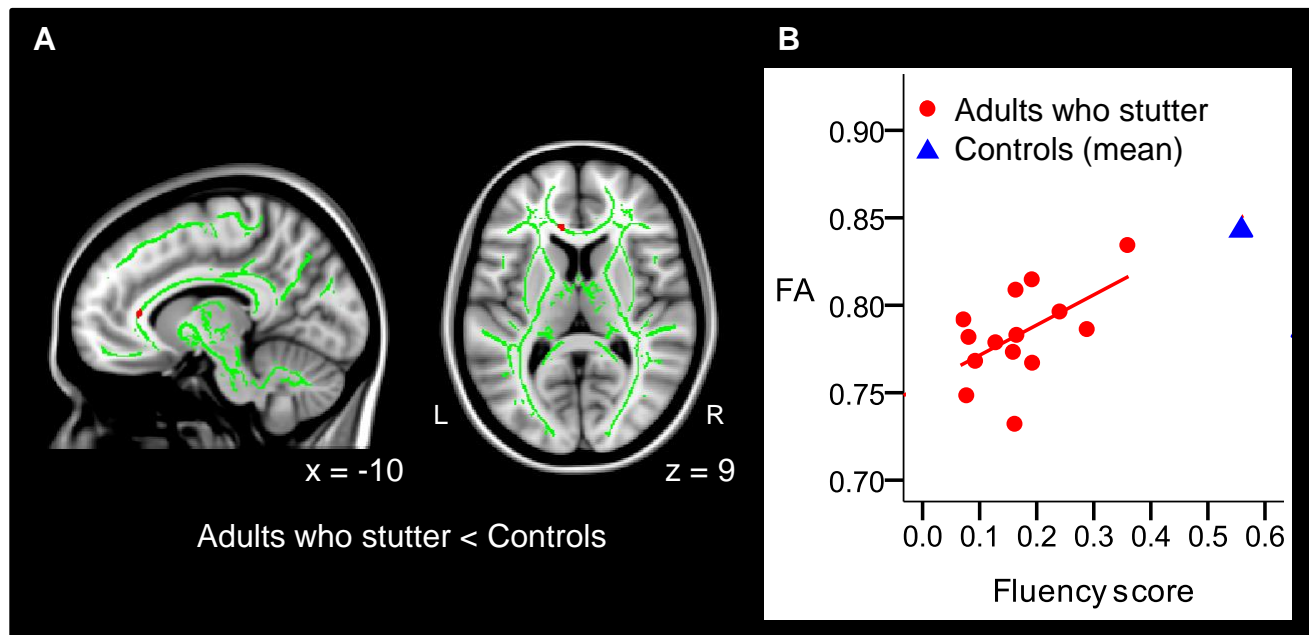 A
L
R
x = -10
z = 9
Adults who stutter < Controls
B
Adults who stutter
Controls (mean)
0.90
0.85
FA
0.80
0.75
0.70
0.0 0.1 0.2 0.3 0.4 0.5 0.6
Fluency score